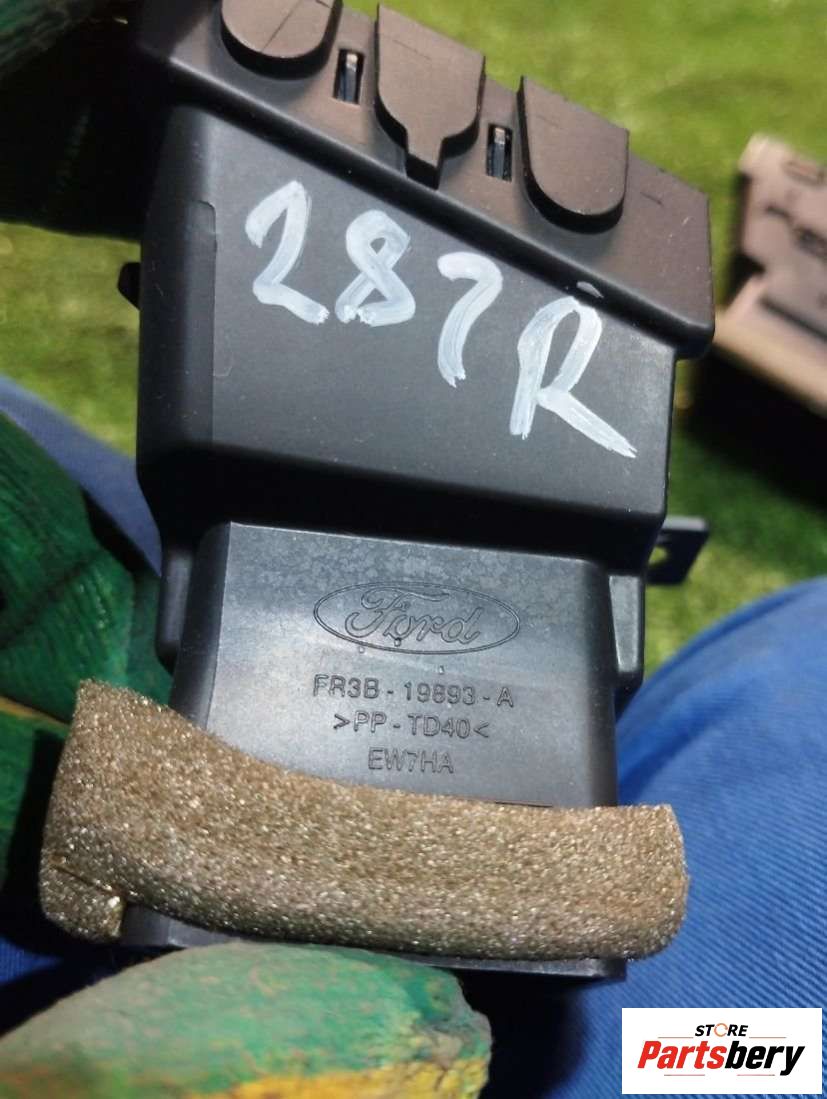 287R
Ford
FR3B-19893-A
>PP-TD40<
EW7HA
STORE
Partsbery